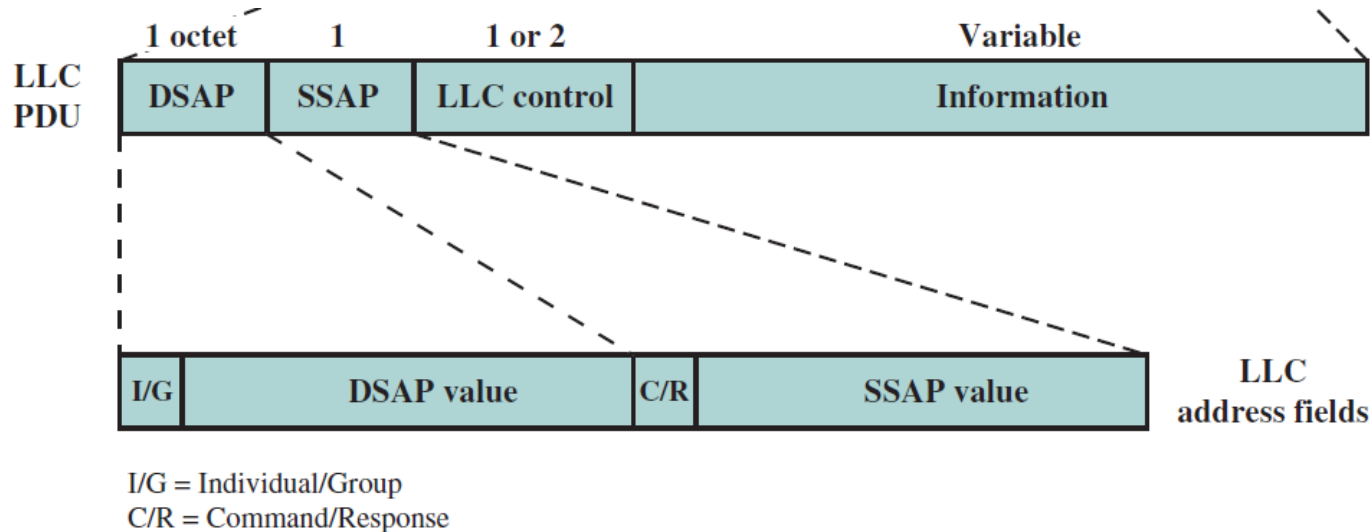 1 octet 1 1 or 2 Variable
LLC
PDU
DSAP SSAP LLC control Information
I/G DSAP value C/R SSAP value
LLC
address fields
I/G = Individual/Group
C/R = Command/Response